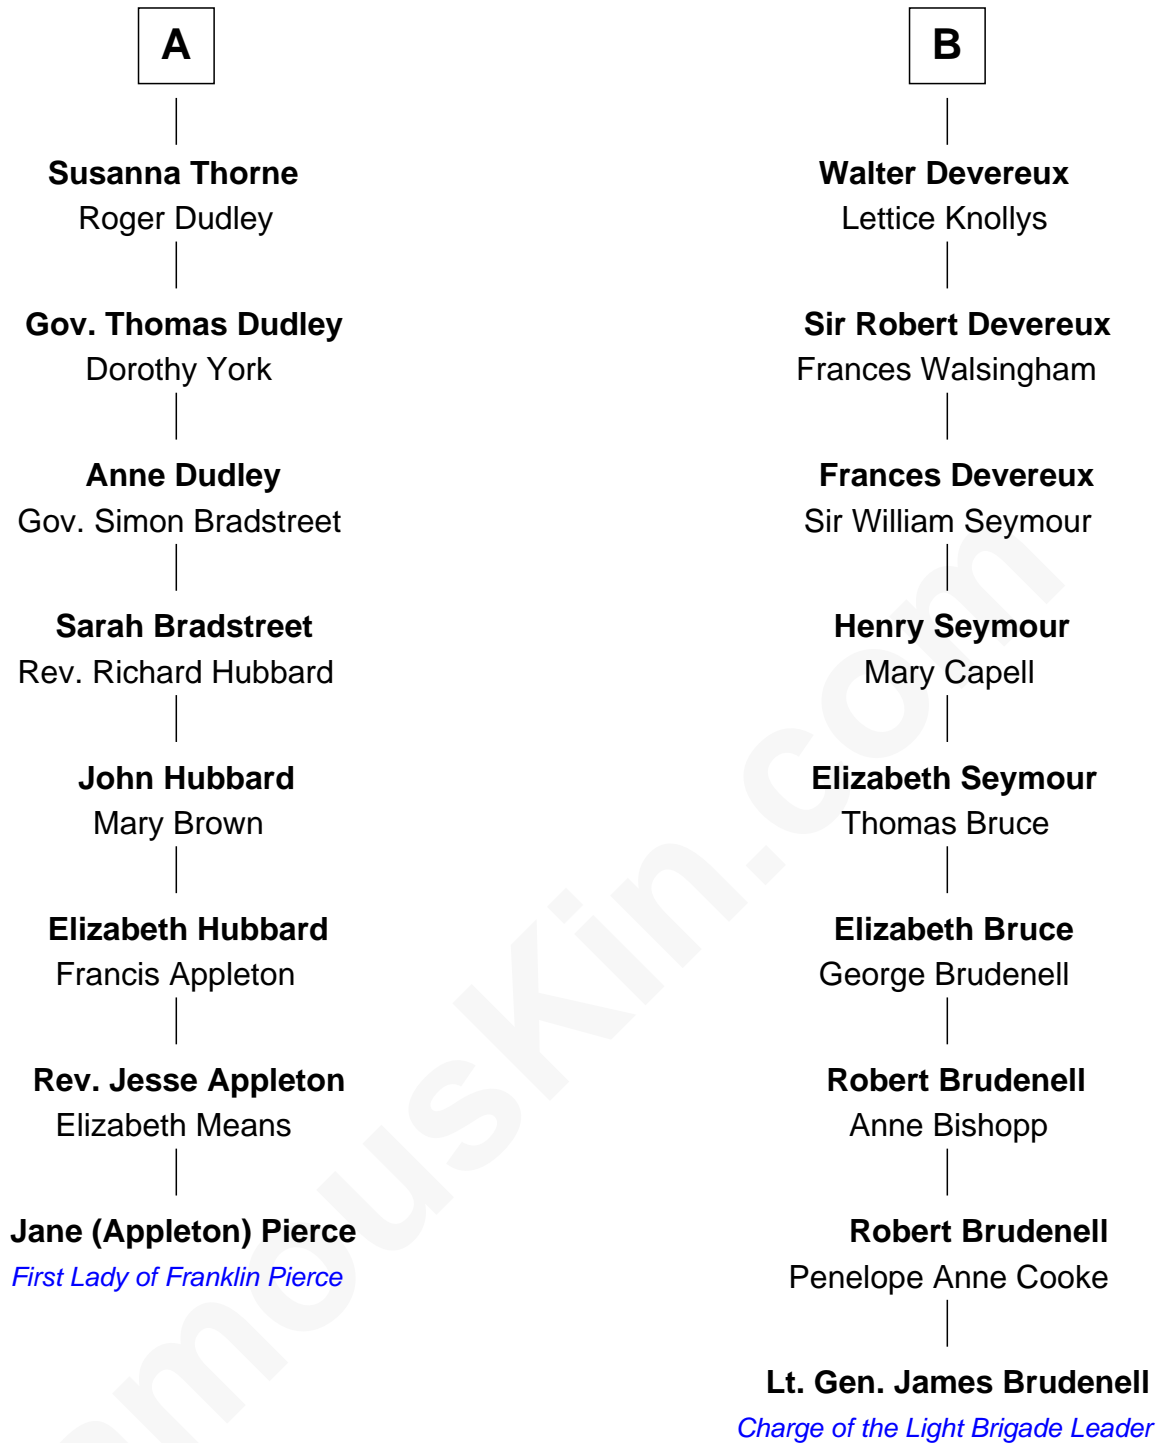 A
Susanna Thorne
Roger Dudley
Gov. Thomas Dudley
Dorothy York
Anne Dudley
Gov. Simon Bradstreet
Sarah Bradstreet
Rev. Richard Hubbard
John Hubbard
Mary Brown
Elizabeth Hubbard
Francis Appleton
Rev. Jesse Appleton
Elizabeth Means
Jane (Appleton) Pierce
First Lady of Franklin Pierce
B
Walter Devereux
Lettice Knollys
Sir Robert Devereux
Frances Walsingham
Frances Devereux
Sir William Seymour
Henry Seymour
Mary Capell
Elizabeth Seymour
Thomas Bruce
Elizabeth Bruce
George Brudenell
Robert Brudenell
Anne Bishopp
Robert Brudenell
Penelope Anne Cooke
Lt. Gen. James Brudenell
Charge of the Light Brigade Leader
amouskin.com